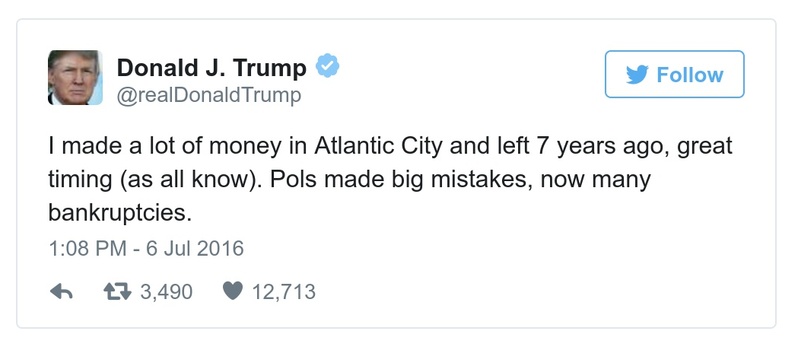 Donald J. Trump
@realDonaldTrump
Follow
I made a lot of money in Atlantic City and left 7 years ago, great
timing (as all know). Pols made big mistakes, now many
bankruptcies.
1:08 PM - 6 Jul 2016
3,490 12,713